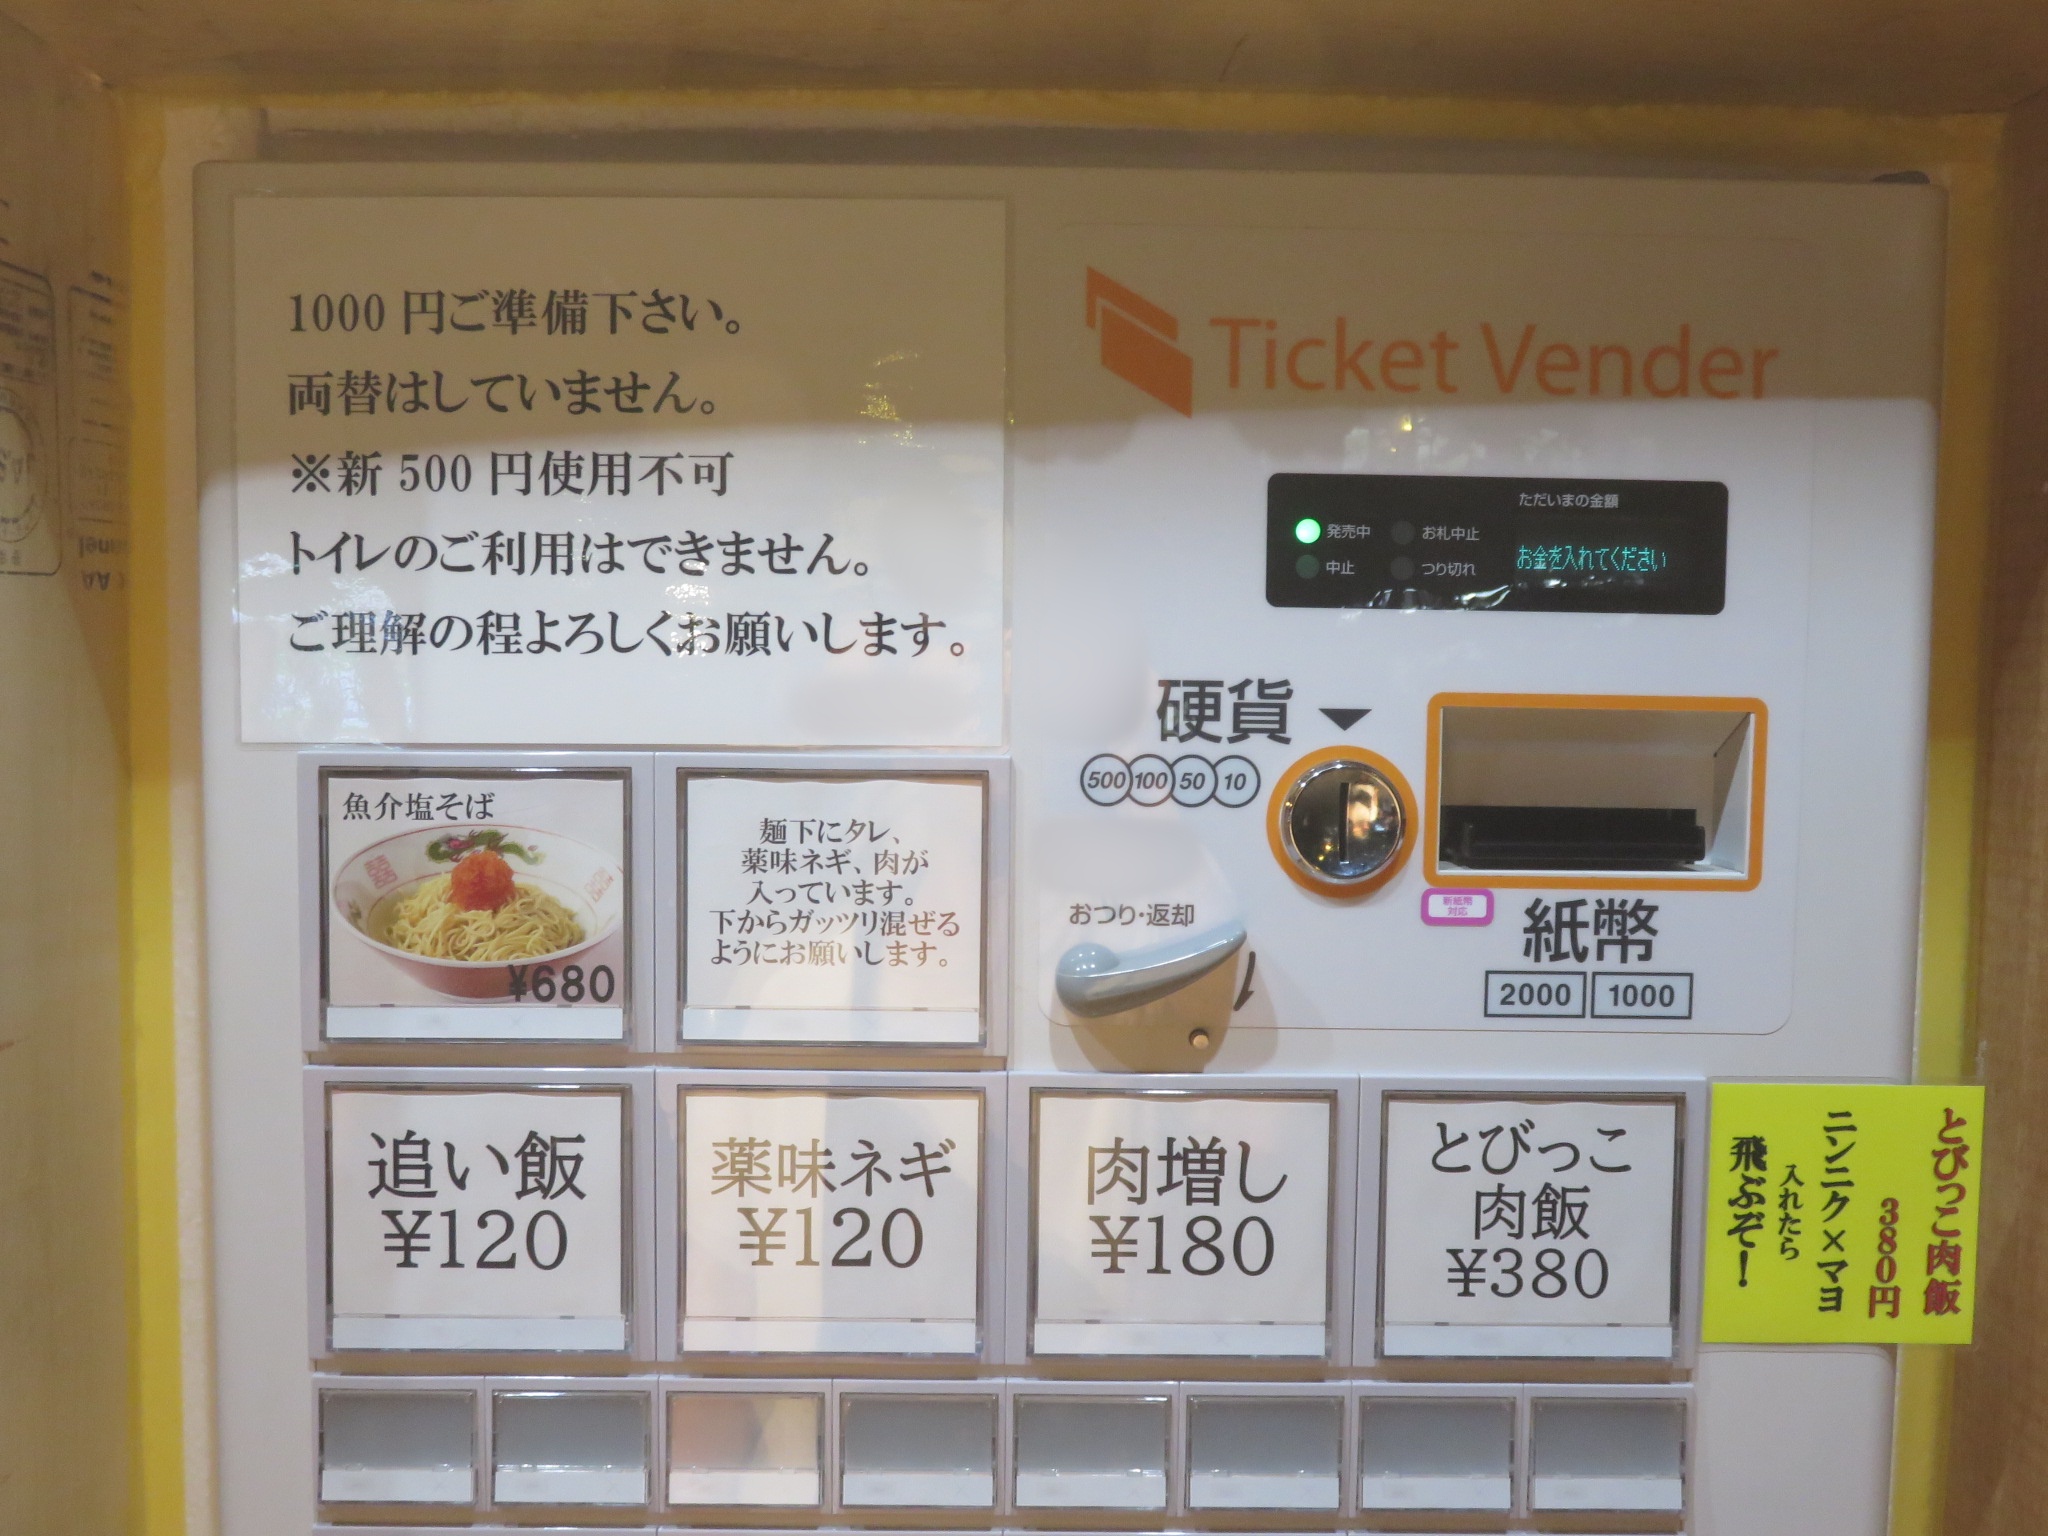 1000 円ご準備下さい。
両替はしていません。
※新 500 円使用不可
トイレのご利用はできません。
ご理解の程よろしくお願いします。
Ticket Vender
ただいまの金額
発売中
お札中止
中止
つり切れ
お金を入れてください
硬貨
500 100 50 10
おつり・返却
新紙幣
対応
紙幣
2000 1000
魚介塩そば
¥680
麺下にタレ、
薬味ネギ、肉が
入っています。
下からガッツリ混ぜる
ようにお願いします。
追い飯
¥120
薬味ネギ
¥120
肉増し
¥180
とびっこ
肉飯
¥380
とびっこ肉飯
380円
ニンニク×マヨ
入れたら
飛ぶぞ！